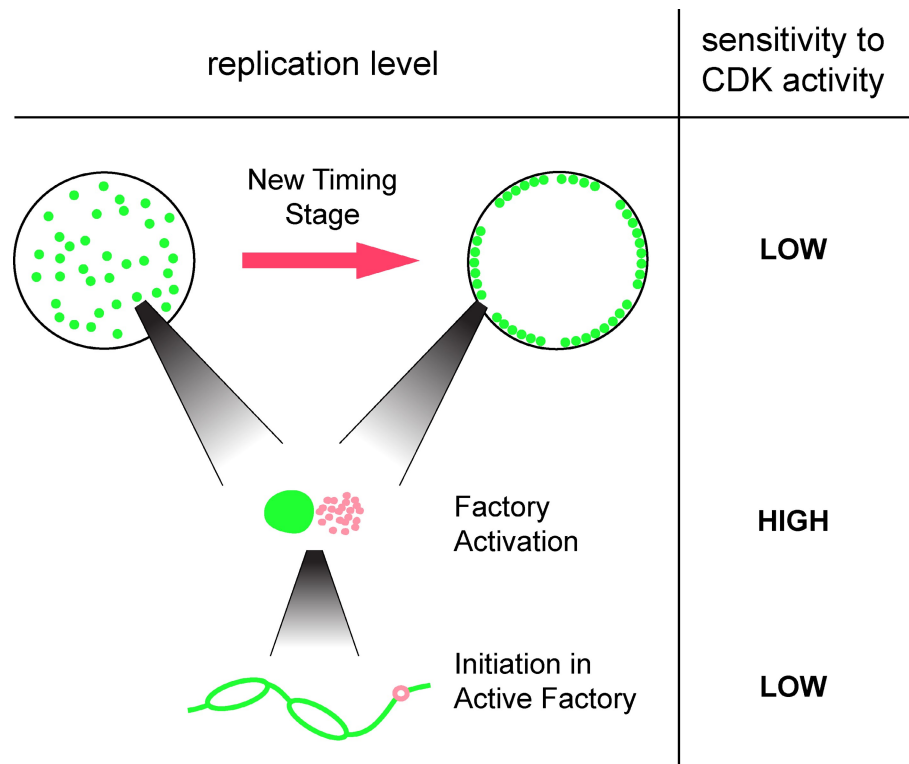 replication level
sensitivity to
CDK activity
New Timing
Stage
LOW
Factory
Activation
HIGH
Initiation in
Active Factory
LOW